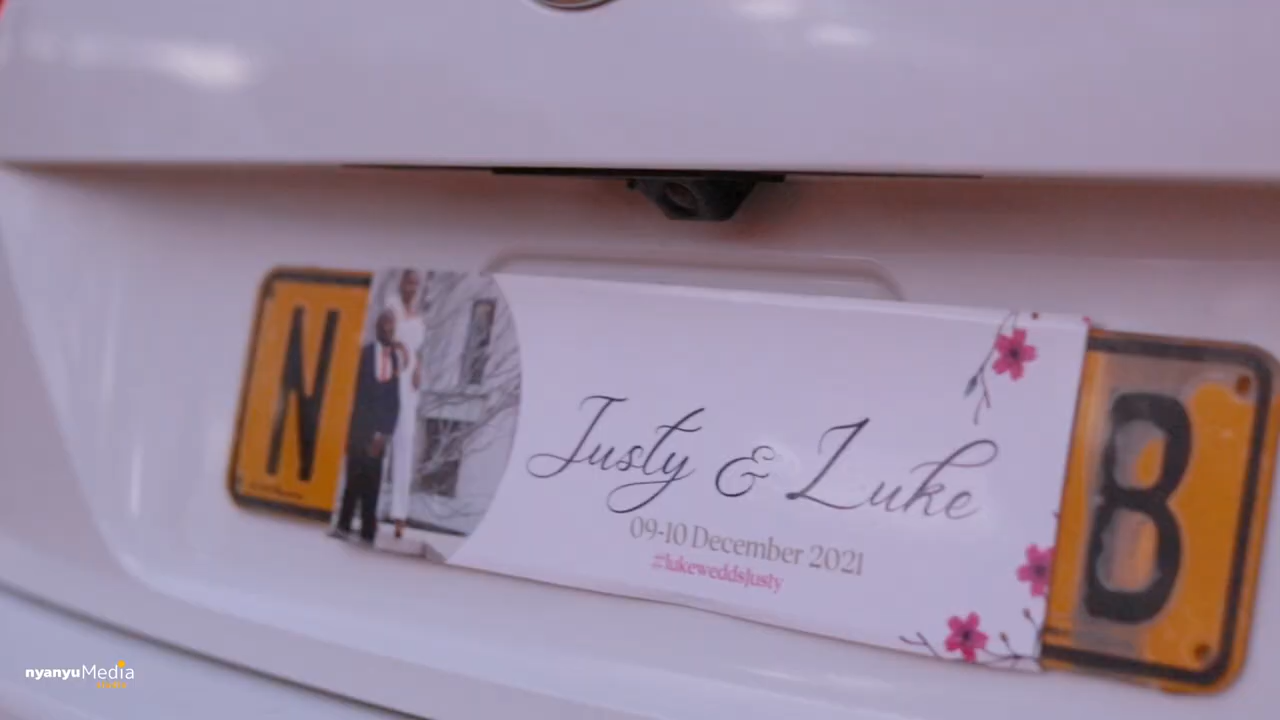 N
B
Justy & Luke
09-10 December 2021
#lukeweddsJusty
nyanyuMedia